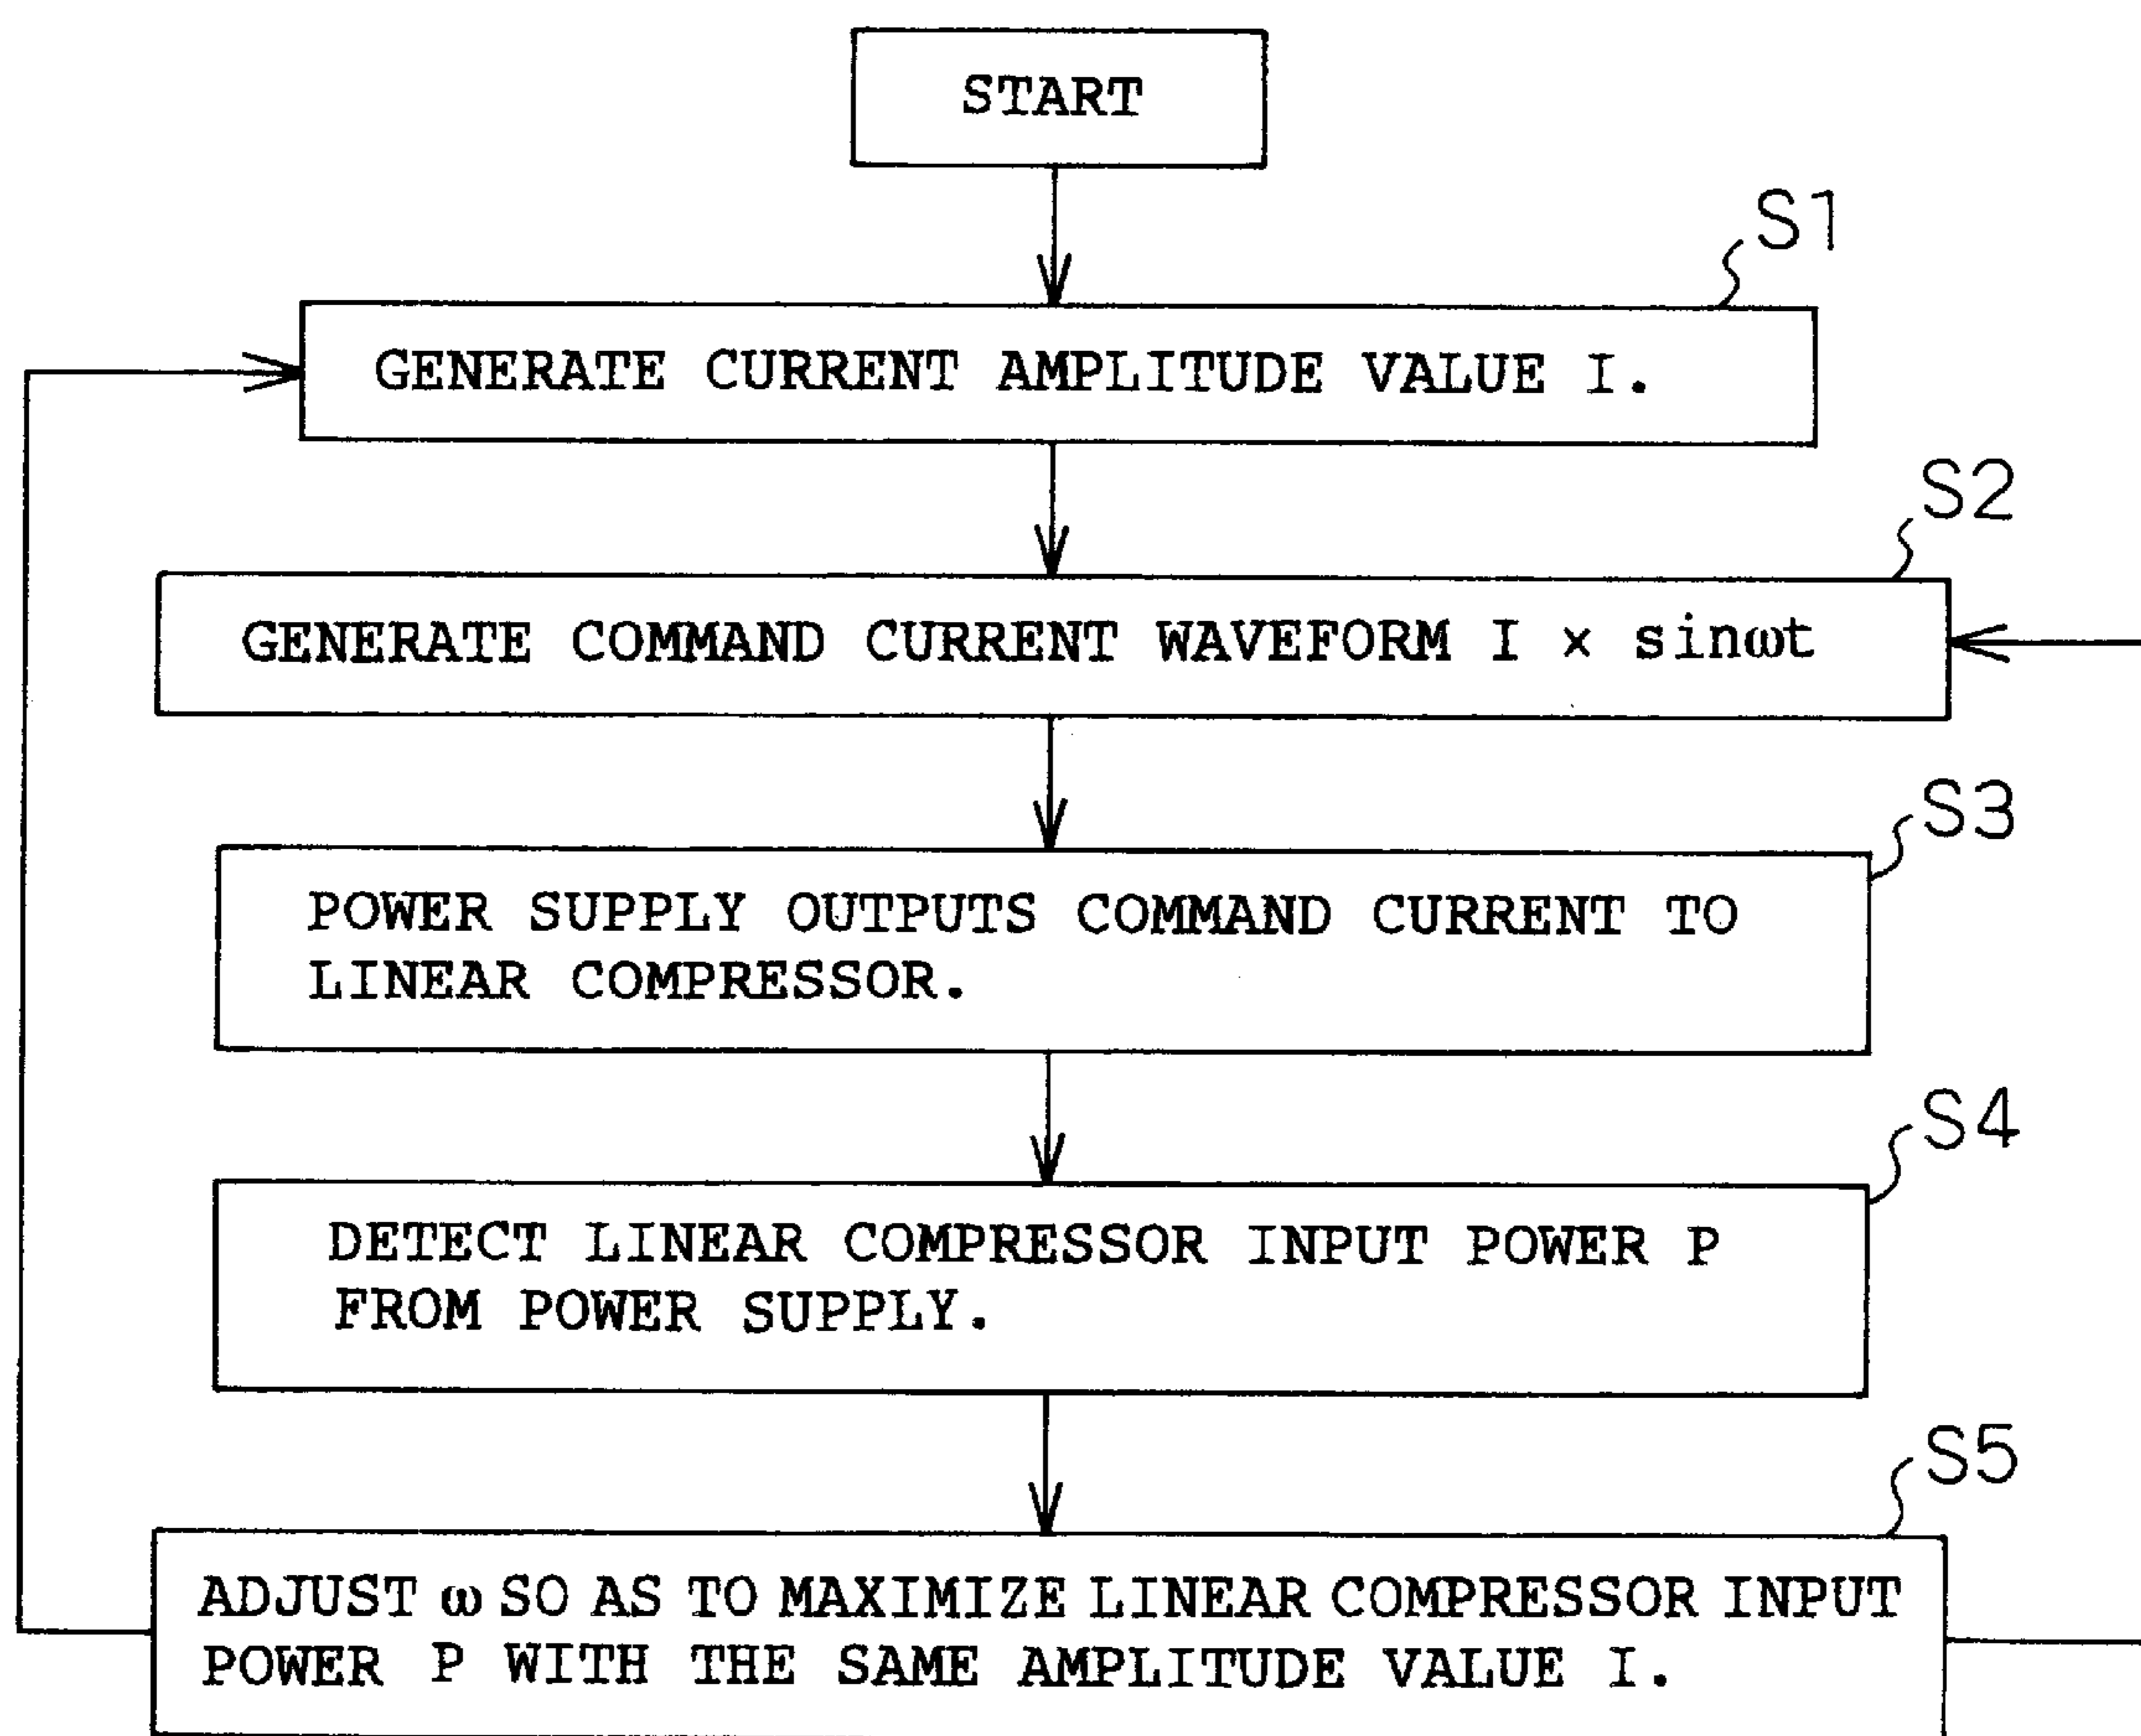 START
S1
GENERATE CURRENT AMPLITUDE VALUE I.
S2
GENERATE COMMAND CURRENT WAVEFORM I × sinωt
S3
POWER SUPPLY OUTPUTS COMMAND CURRENT TO
LINEAR COMPRESSOR.
S4
DETECT LINEAR COMPRESSOR INPUT POWER P
FROM POWER SUPPLY.
S5
ADJUST ω SO AS TO MAXIMIZE LINEAR COMPRESSOR INPUT
POWER P WITH THE SAME AMPLITUDE VALUE I.